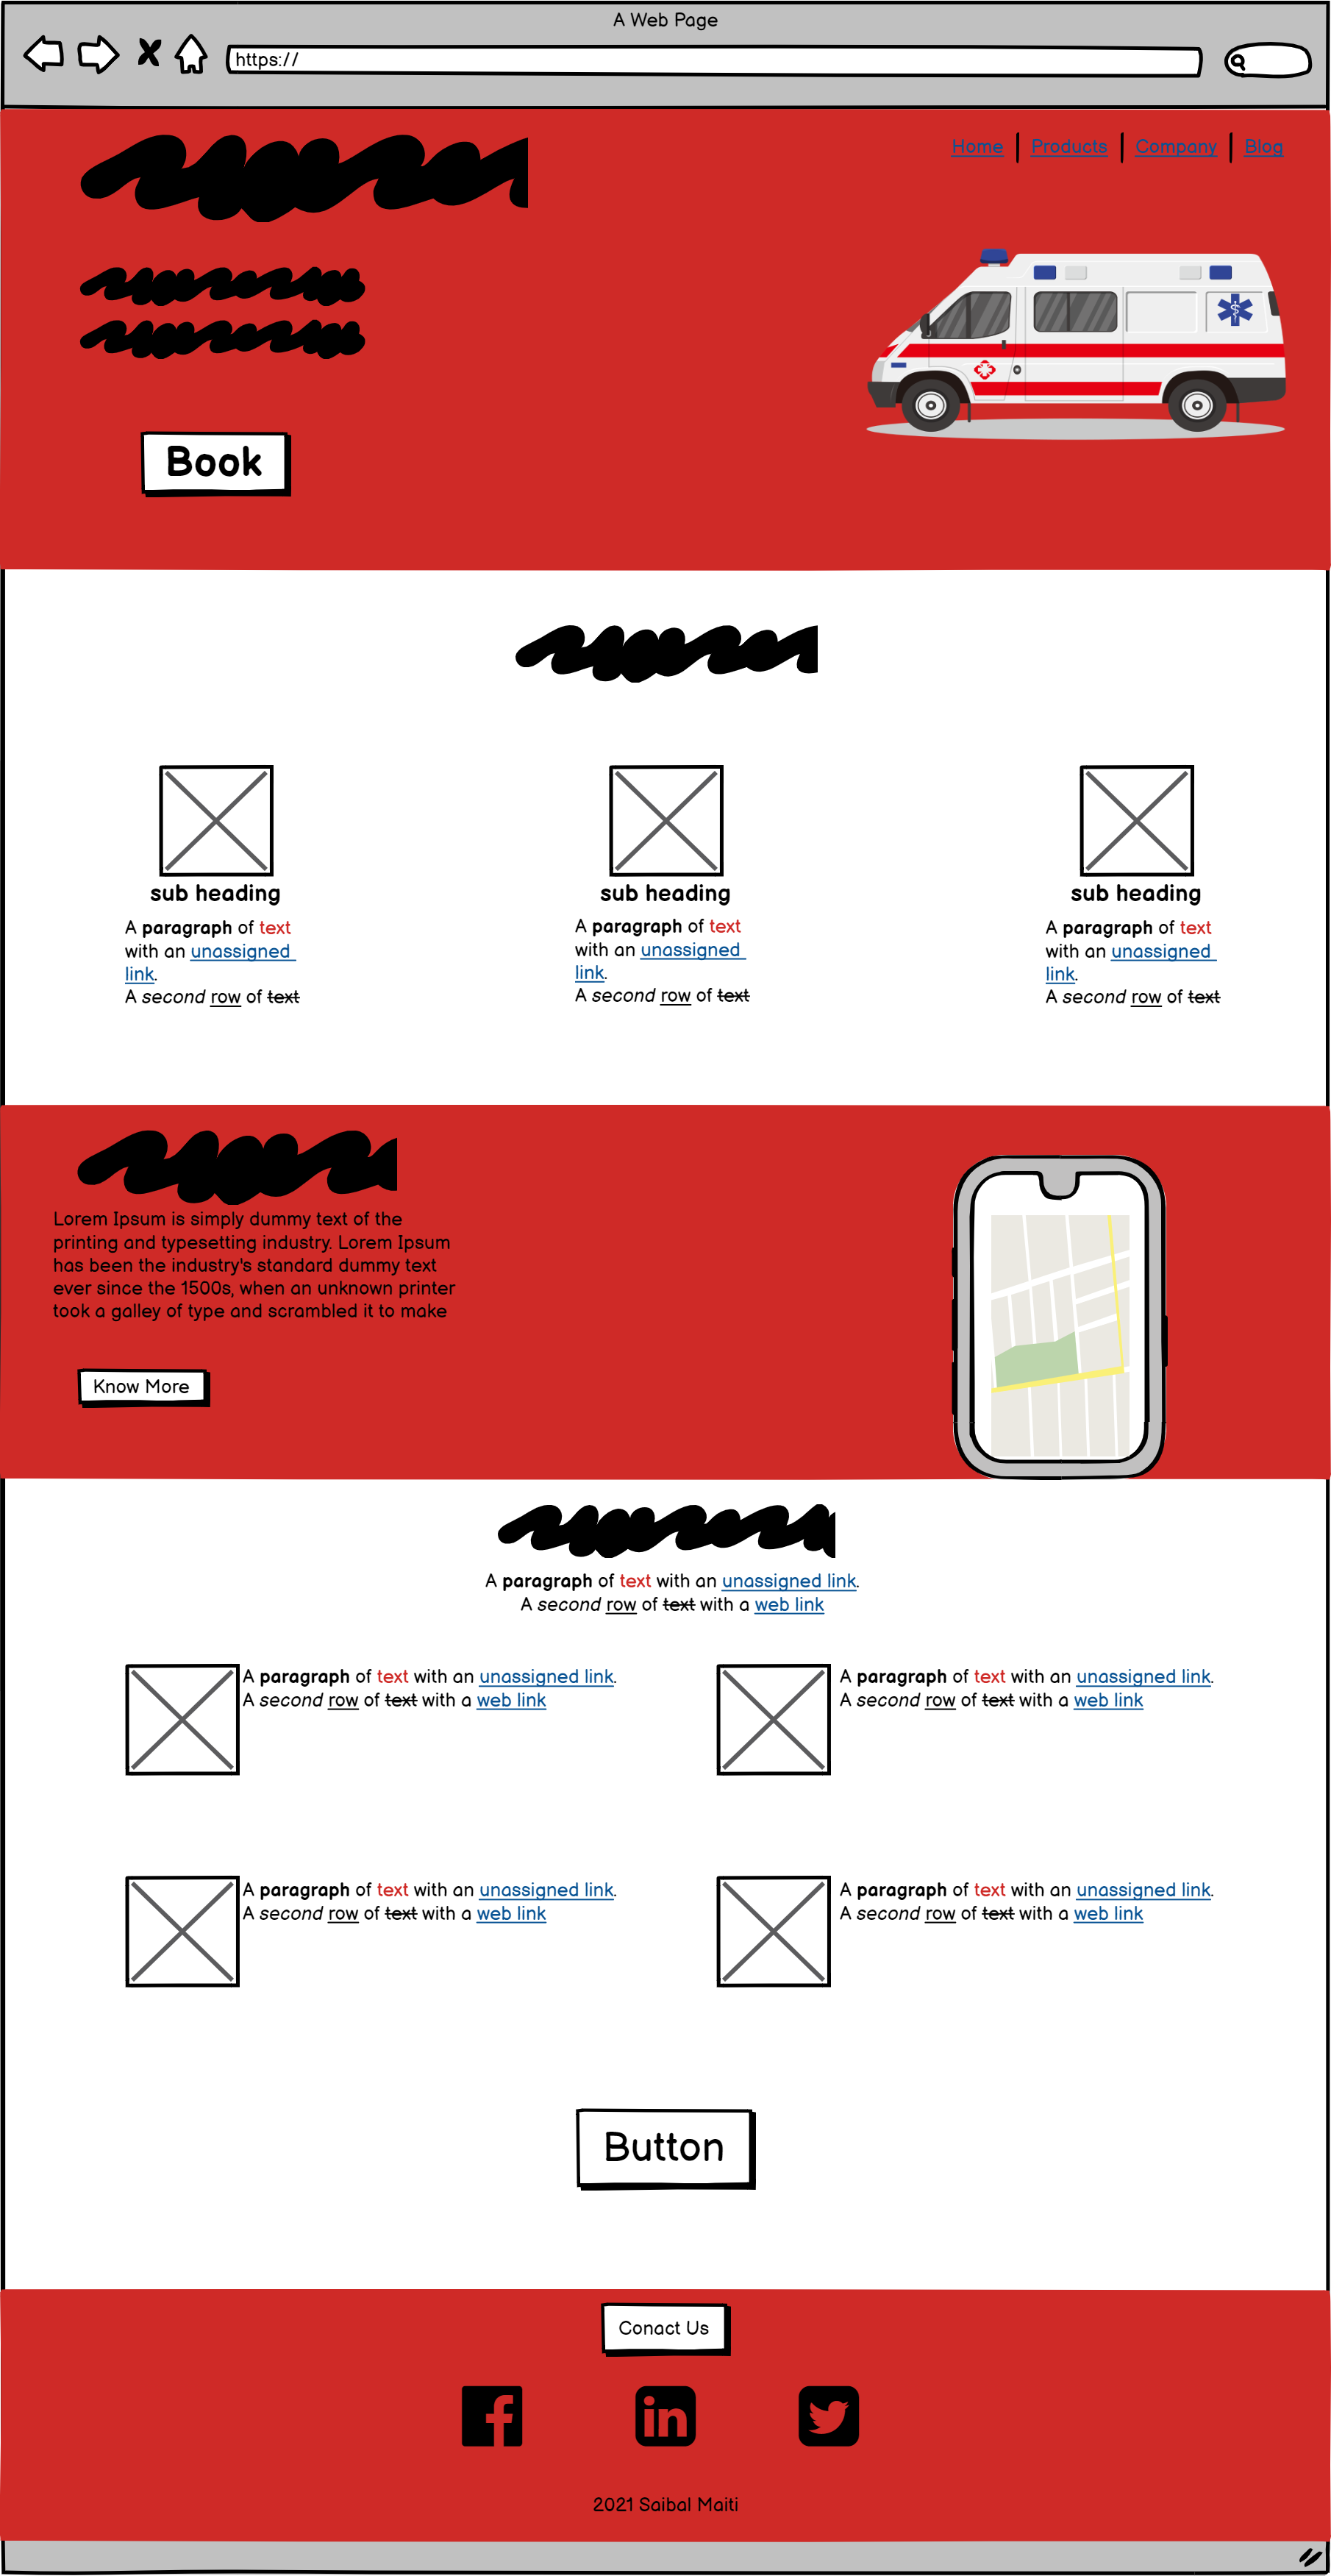 A Web Page
https://
Home Products Company Blog
Book
sub heading
A paragraph of text
with an unassigned
link.
A second row of text
sub heading
A paragraph of text
with an unassigned
link.
A second row of text
sub heading
A paragraph of text
with an unassigned
link.
A second row of text
Lorem Ipsum is simply dummy text of the
printing and typesetting industry. Lorem Ipsum
has been the industry's standard dummy text
ever since the 1500s, when an unknown printer
took a galley of type and scrambled it to make
Know More
A paragraph of text with an unassigned link.
A second row of text with a web link
A paragraph of text with an unassigned link.
A second row of text with a web link
A paragraph of text with an unassigned link.
A second row of text with a web link
A paragraph of text with an unassigned link.
A second row of text with a web link
A paragraph of text with an unassigned link.
A second row of text with a web link
Button
Conact Us
f
in
2021 Saibal Maiti